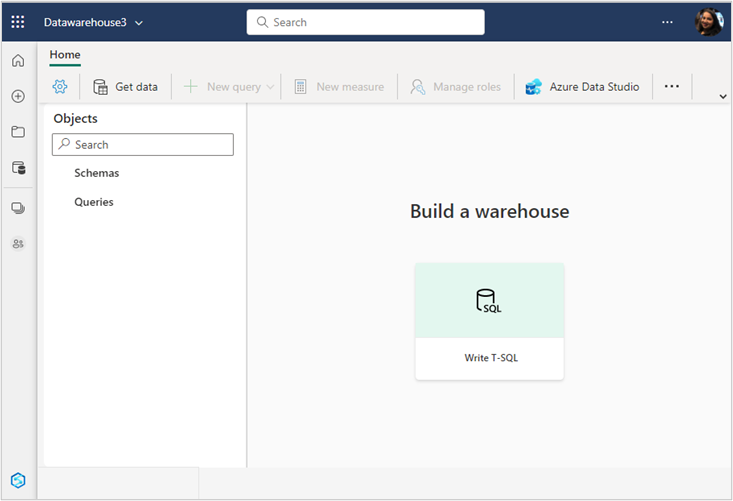 Datawarehouse3
Search
Home
Get data
New query
New measure
Manage roles
Azure Data Studio
Objects
Search
Schemas
Queries
Build a warehouse
SQL
Write T-SQL